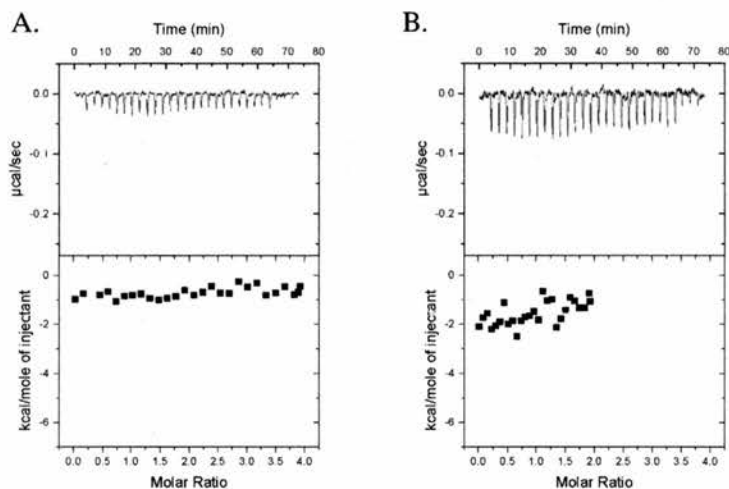 A.
Time (min)
0 10 20 30 40 50 60 70 80
0.0
-0.1
-0.2
µcal/sec
0
-2
-4
-6
kcal/mole of injectant
0.0 0.5 1.0 1.5 2.0 2.5 3.0 3.5 4.0
Molar Ratio
B.
Time (min)
0 10 20 30 40 50 60 70 80
0.0
-0.1
-0.2
µcal/sec
0
-2
-4
-6
kcal/mole of injectant
0.0 0.5 1.0 1.5 2.0 2.5 3.0 3.5 4.0
Molar Ratio